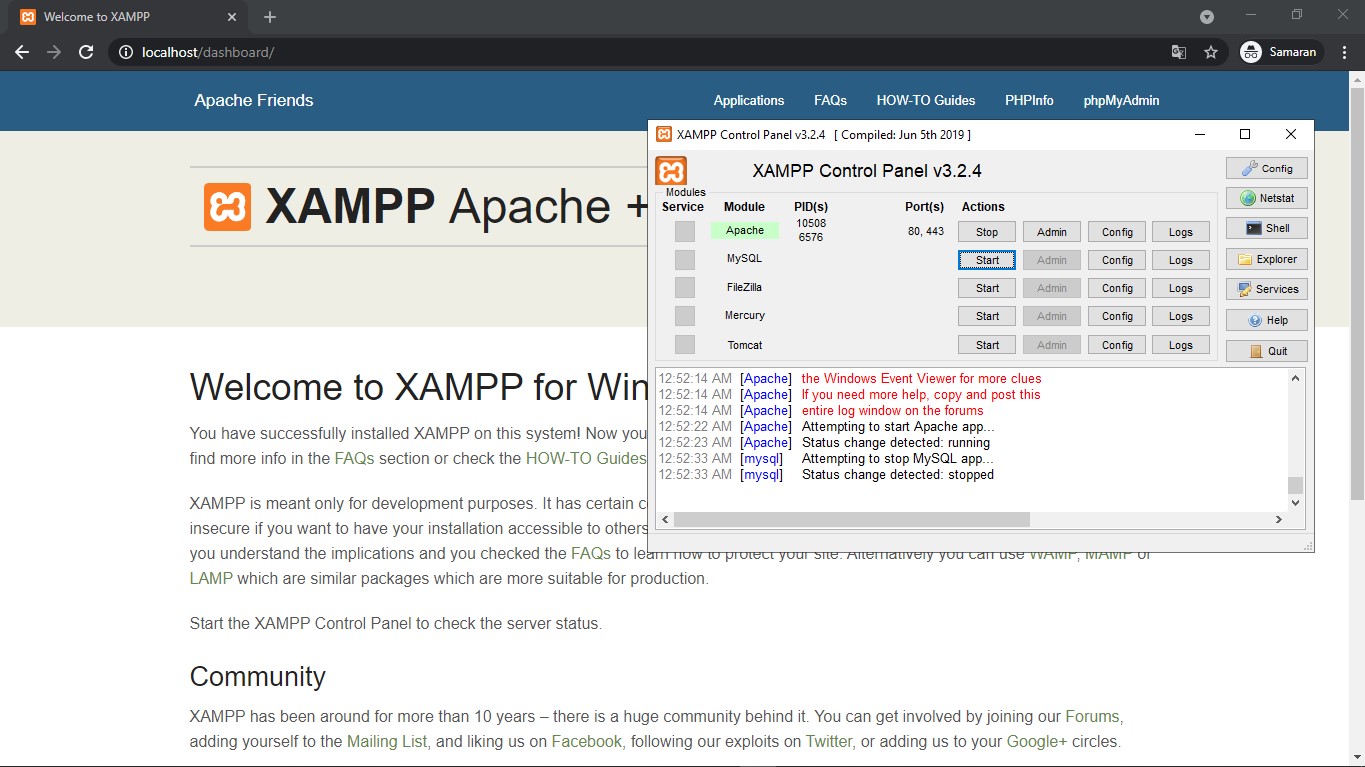 Welcome to XAMPP
localhost/dashboard/
Samaran
Apache Friends
Applications FAQs HOW-TO Guides PHPInfo phpMyAdmin
XAMPP Apache +
Welcome to XAMPP for Win
You have successfully installed XAMPP on this system! Now you
find more info in the FAQs section or check the HOW-TO Guides
XAMPP is meant only for development purposes. It has certain c
insecure if you want to have your installation accessible to others
you understand the implications and you checked the FAQs to learn how to protect your site. Alternatively you can use WAMP, MAMP or
LAMP which are similar packages which are more suitable for production.
Start the XAMPP Control Panel to check the server status.
Community
XAMPP has been around for more than 10 years – there is a huge community behind it. You can get involved by joining our Forums,
adding yourself to the Mailing List, and liking us on Facebook, following our exploits on Twitter, or adding us to your Google+ circles.
XAMPP Control Panel v3.2.4 [ Compiled: Jun 5th 2019 ]
XAMPP Control Panel v3.2.4
Modules
Service Module PID(s) Port(s) Actions
Apache 10508 6576 80, 443 Stop Admin Config Logs
MySQL Start Admin Config Logs
FileZilla Start Admin Config Logs
Mercury Start Admin Config Logs
Tomcat Start Admin Config Logs
Config
Netstat
Shell
Explorer
Services
Help
Quit
12:52:14 AM [Apache] the Windows Event Viewer for more clues
12:52:14 AM [Apache] If you need more help, copy and post this
12:52:14 AM [Apache] entire log window on the forums
12:52:22 AM [Apache] Attempting to start Apache app...
12:52:23 AM [Apache] Status change detected: running
12:52:33 AM [mysql] Attempting to stop MySQL app...
12:52:33 AM [mysql] Status change detected: stopped